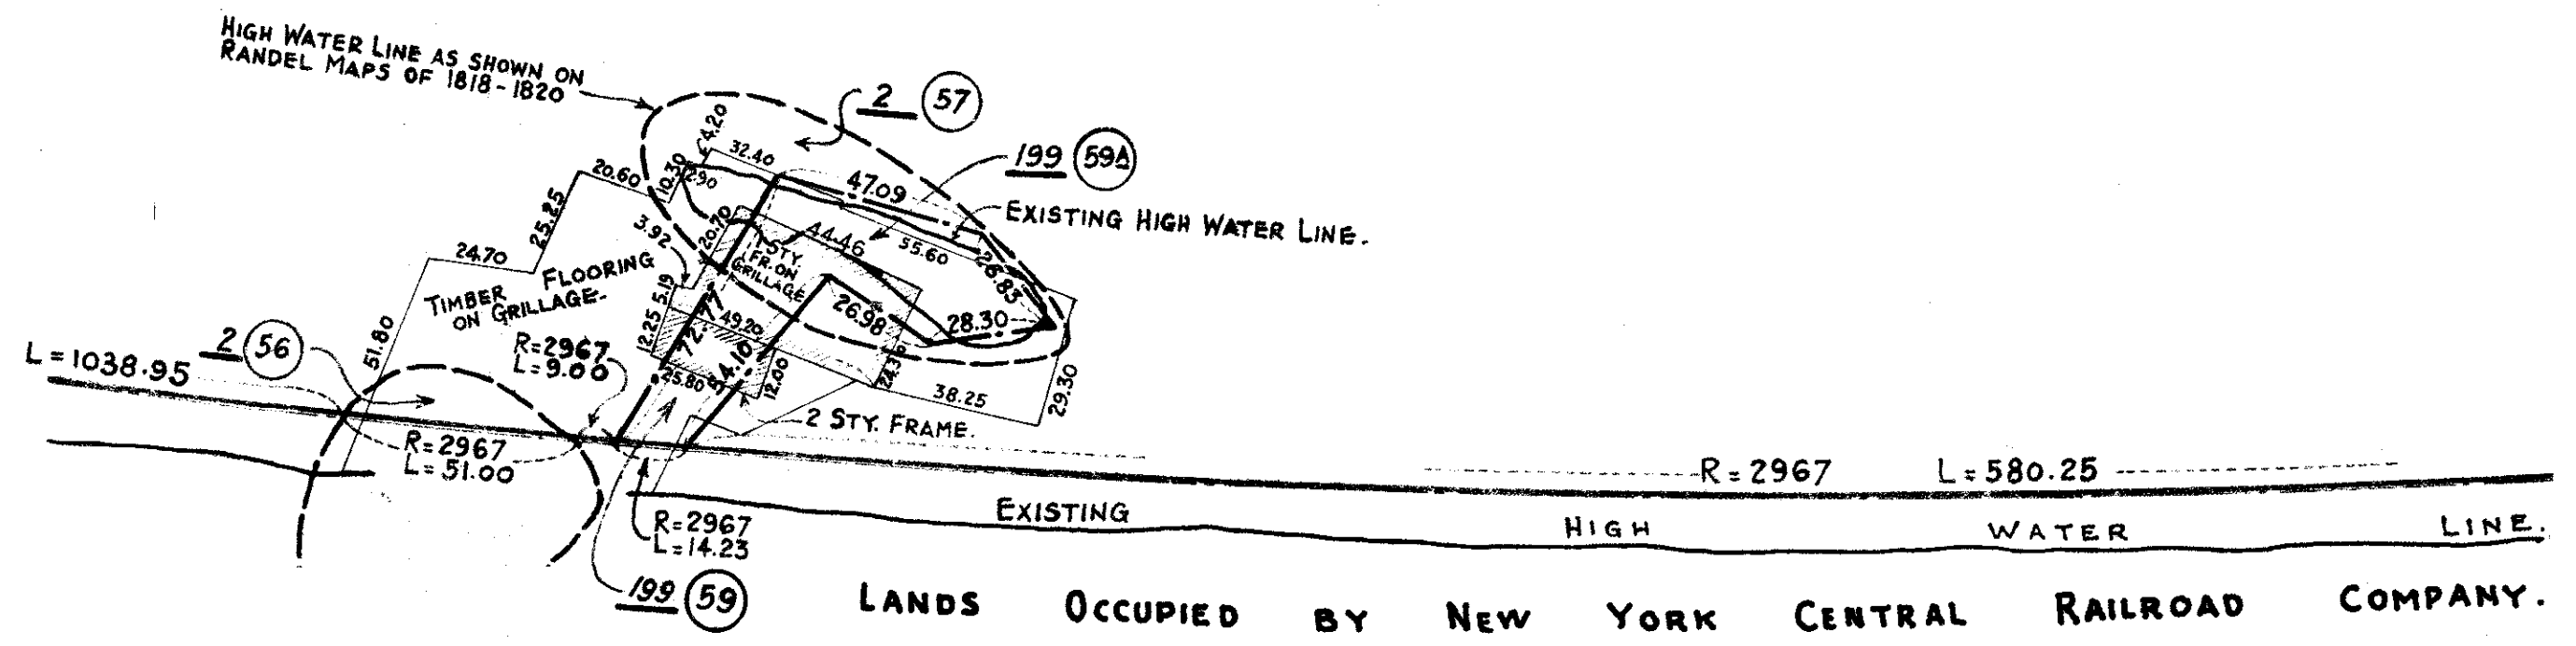 HIGH WATER LINE AS SHOWN ON
RANDEL MAPS OF 1818-1820
2 57
199 59A
4.20
32.40
20.60
10.30
2.90
47.09
EXISTING HIGH WATER LINE.
25.25
3.92
20.70
44.46
55.60
24.70
FLOORING
TIMBER
ON GRILLAGE.
STY.
FR. ON
GRILLAGE
26.83
5.19
12.25
72.77
49.20
26.98
28.30
51.80
2 56
L=1038.95
R=2967
L=9.00
25.80
12.00
38.25
29.30
2 STY. FRAME.
R=2967
L=51.00
R=2967 L=580.25
R=2967
L=14.23
EXISTING HIGH WATER LINE.
199 59
LANDS OCCUPIED BY NEW YORK CENTRAL RAILROAD COMPANY.